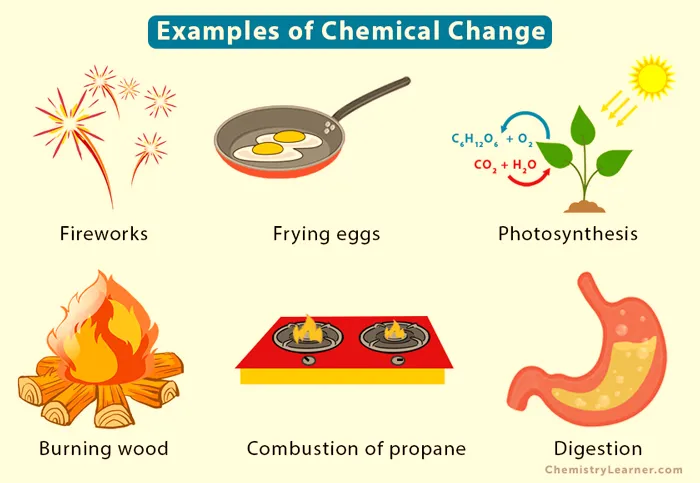 Examples of Chemical Change
C₆H₁₂O₆ + O₂
CO₂ + H₂O
Fireworks
Frying eggs
Photosynthesis
Burning wood
Combustion of propane
Digestion
ChemistryLearner.com